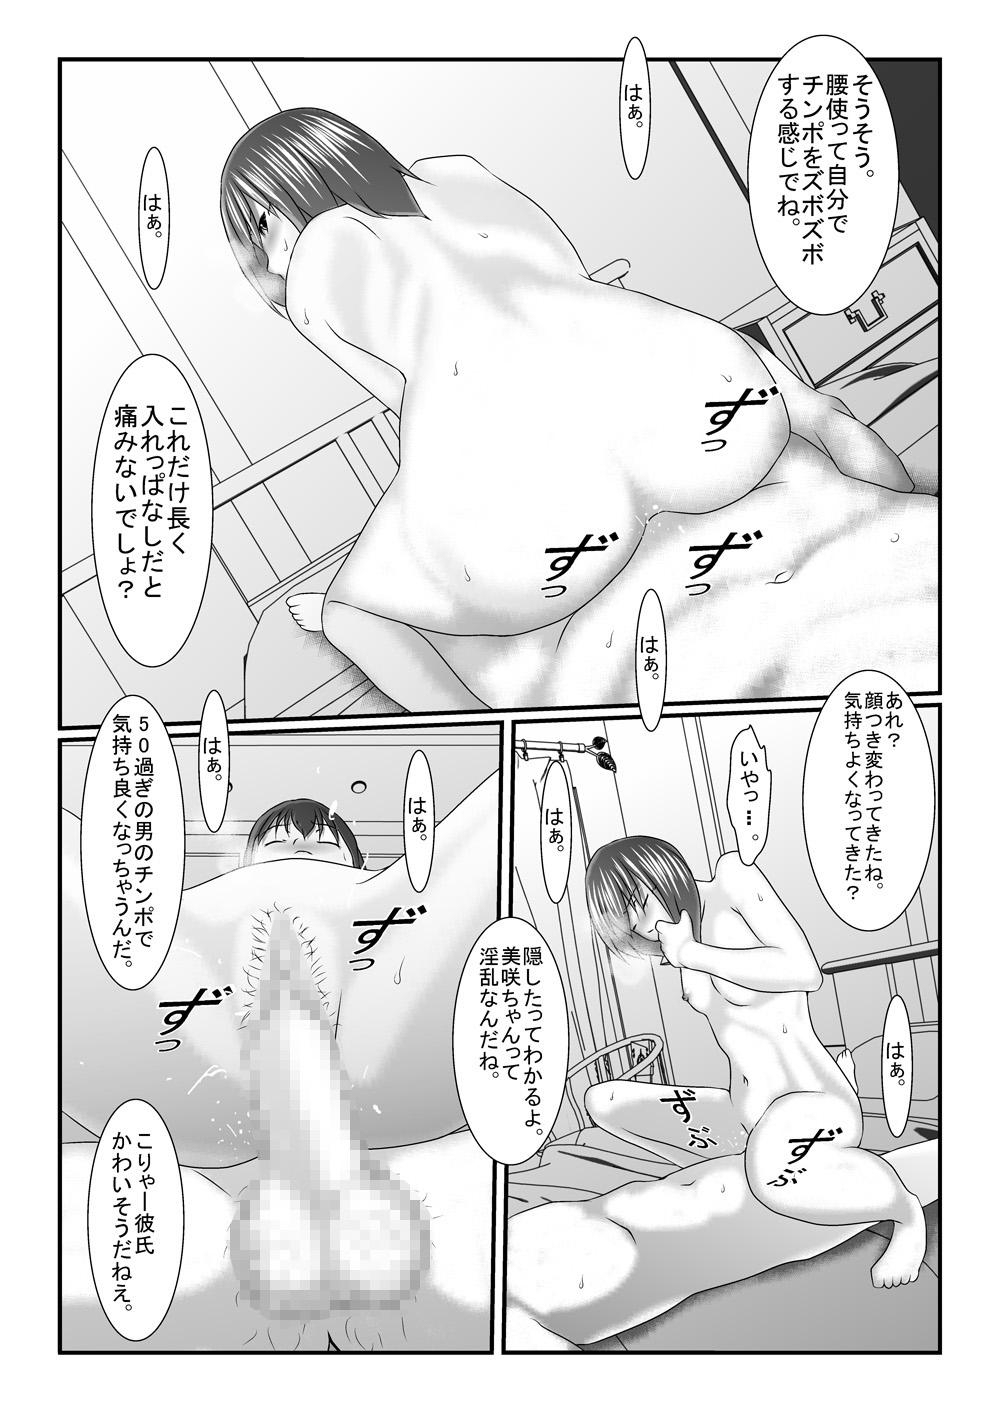 そうそう。
腰使って自分で
チンポをズボズボ
する感じでね。
はぁ。
はぁ。
これだけ長く
入れっぱなしだと
痛みないでしょ？
ずっ
ずっ
ずっ
はぁ。
あれ？
顔つき変わってきたね。
気持ちよくなってきた？
いやっ…。
はぁ。
隠したってわかるよ。
美咲ちゃんって
淫乱なんだね。
はぁ。
ずぶ
ずぶ
はぁ。
50過ぎの男のチンポで
気持ち良くなっちゃうんだ。
はぁ。
ずっ
ずっ
こりゃー彼氏
かわいそうだねえ。